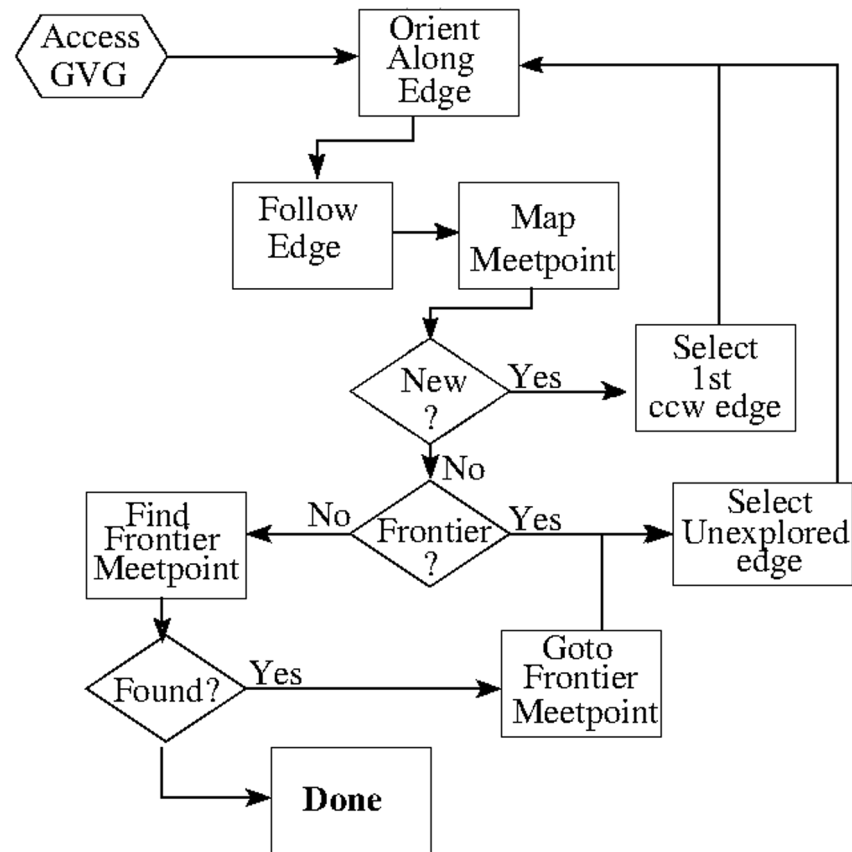 Access
GVG
Orient
Along
Edge
Follow
Edge
Map
Meetpoint
New
?
Yes
Select
1st
ccw edge
No
Find
Frontier
Meetpoint
No
Frontier
?
Yes
Select
Unexplored
edge
Found?
Yes
Goto
Frontier
Meetpoint
Done